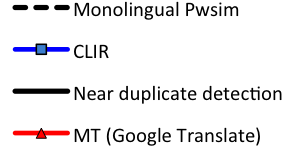 Monolingual Pwsim
CLIR
Near duplicate detection
MT (Google Translate)